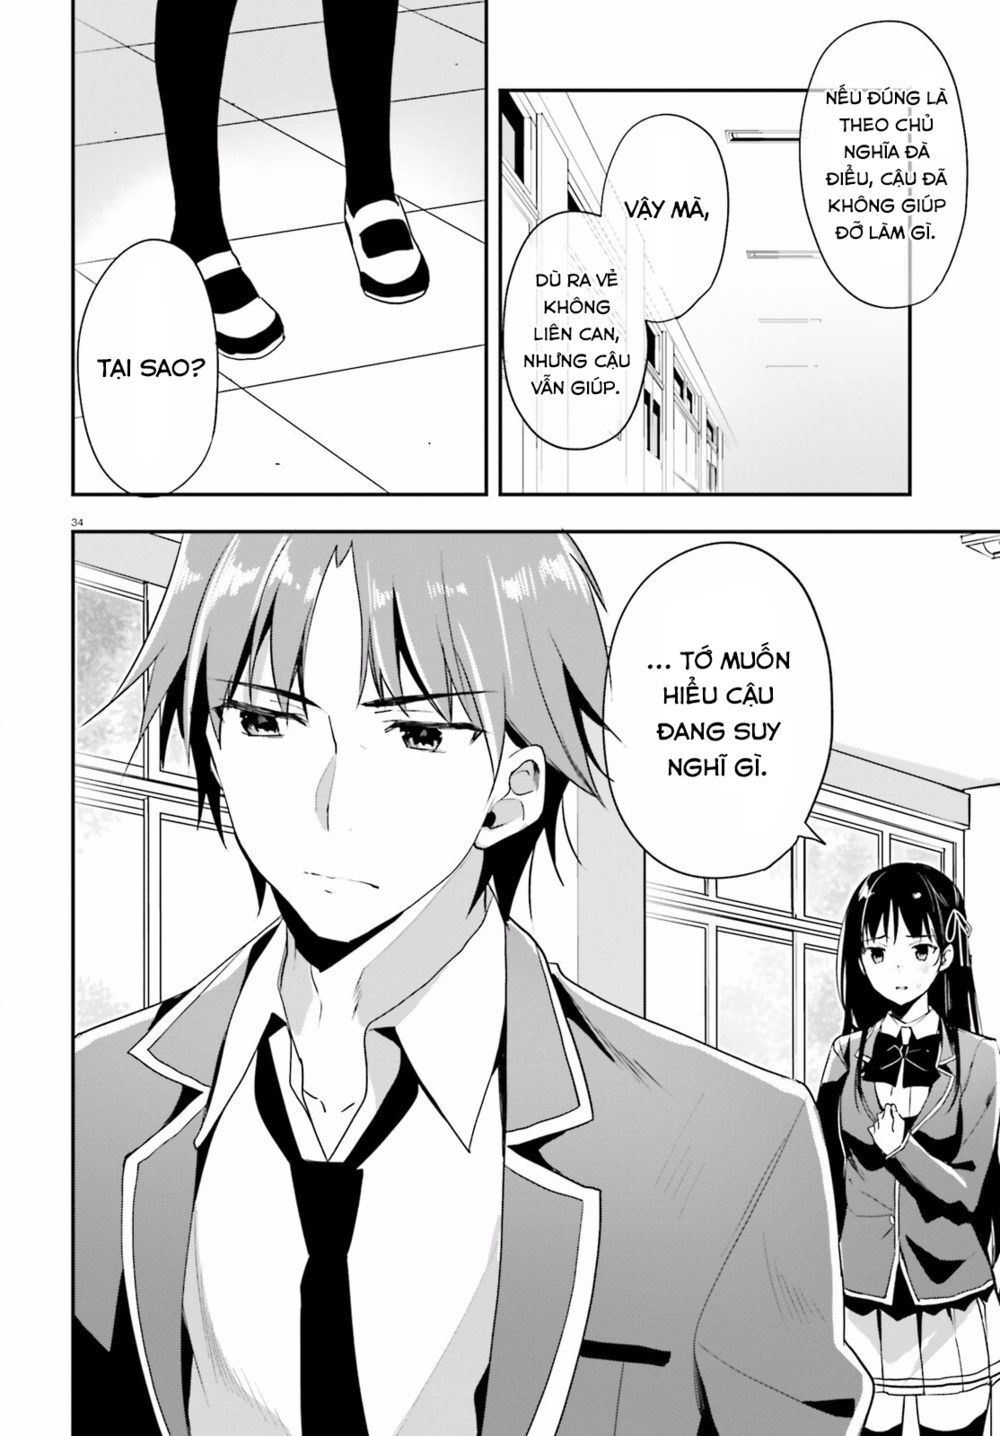 NẾU ĐÚNG LÀ
THEO CHỦ
NGHĨA ĐÀ
ĐIỂU, CẬU ĐÃ
KHÔNG GIÚP
ĐỠ LÀM GÌ.
VẬY MÀ,
DÙ RA VẺ
KHÔNG
LIÊN CAN,
NHƯNG CẬU
VẪN GIÚP.
TẠI SAO?
34
... TỚ MUỐN
HIỂU CẬU
ĐANG SUY
NGHĨ GÌ.